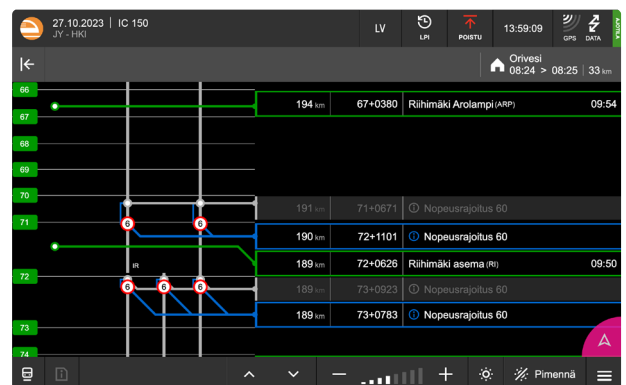 27.10.2023 | IC 150
JY - HKI
LV
LPI
POISTU
13:59:09
GPS
DATA
AJOTILA
Orivesi
08:24 > 08:25 | 33 km
66
194 km 67+0380 Riihimäki Arolampi (ARP) 09:54
67
68
69
70
191 km 71+0671 Nopeusrajoitus 60
71
6 6
190 km 72+1101 Nopeusrajoitus 60
IR
189 km 72+0626 Riihimäki asema (RI) 09:50
72
6 6 6
189 km 73+0923 Nopeusrajoitus 60
189 km 73+0783 Nopeusrajoitus 60
73
74
A
Pimennä